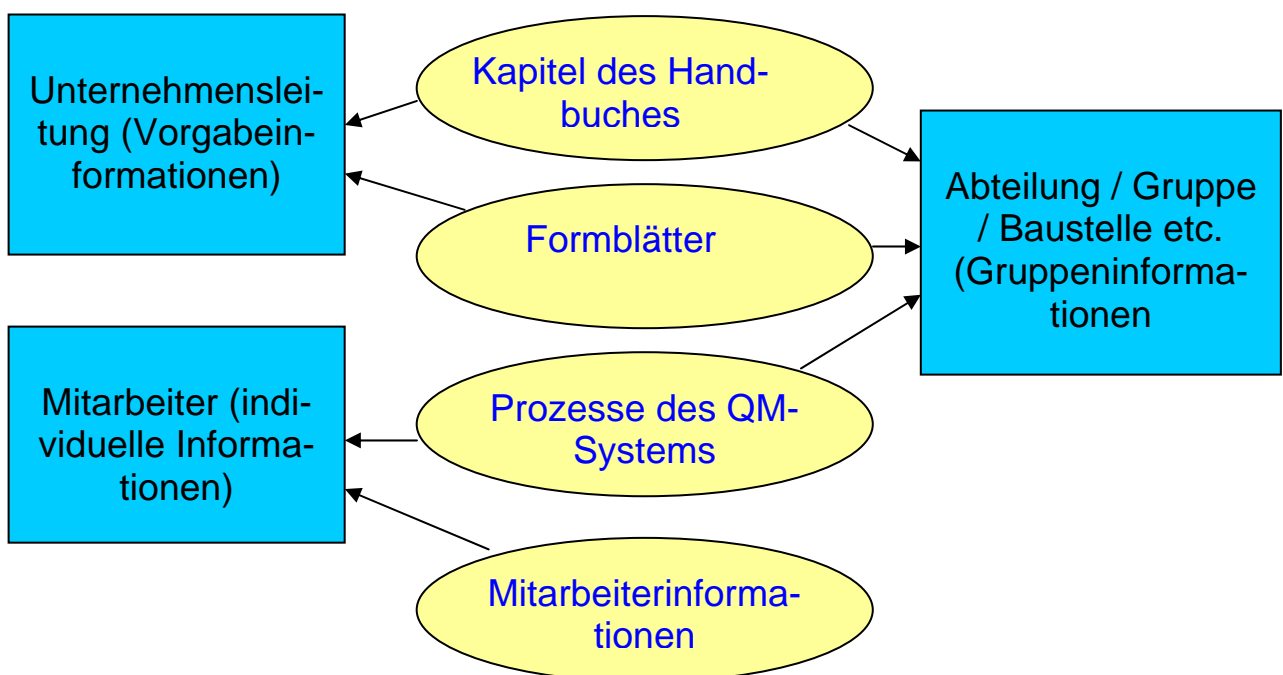 Unternehmenslei-
tung (Vorgabein-
formationen)
Kapitel des Hand-
buches
Abteilung / Gruppe
/ Baustelle etc.
(Gruppeninforma-
tionen
Formblätter
Mitarbeiter (indi-
viduelle Informa-
tionen)
Prozesse des QM-
Systems
Mitarbeiterinforma-
tionen